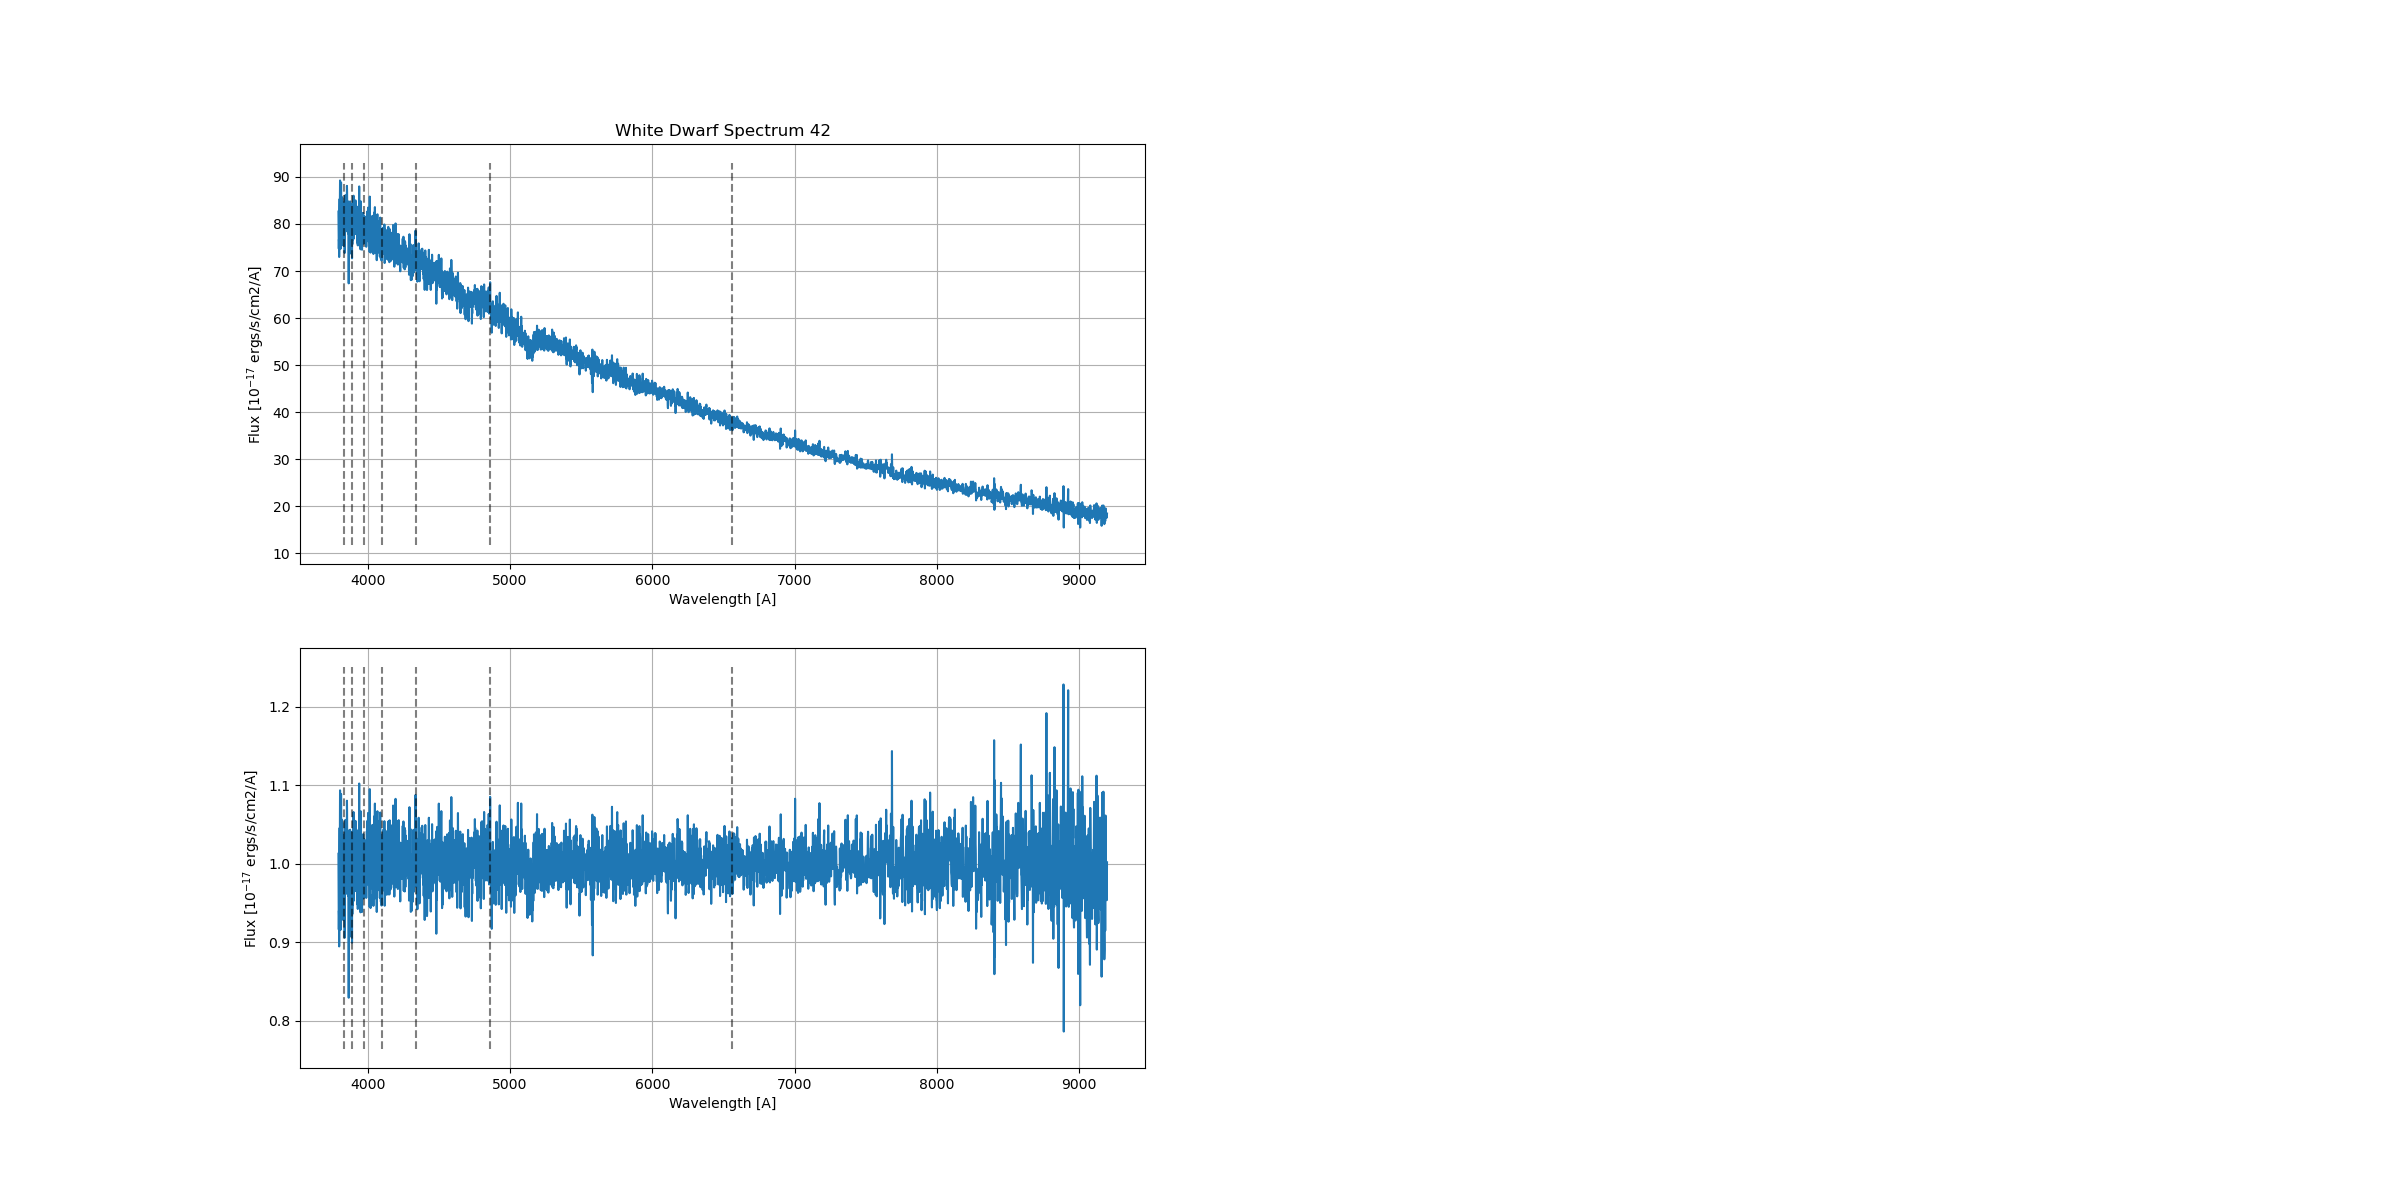 White Dwarf Spectrum 42
90
80
70
60
50
40
30
20
10
Flux [10⁻¹⁷ ergs/s/cm2/A]
4000 5000 6000 7000 8000 9000
Wavelength [A]
1.2
1.1
1.0
0.9
0.8
Flux [10⁻¹⁷ ergs/s/cm2/A]
4000 5000 6000 7000 8000 9000
Wavelength [A]